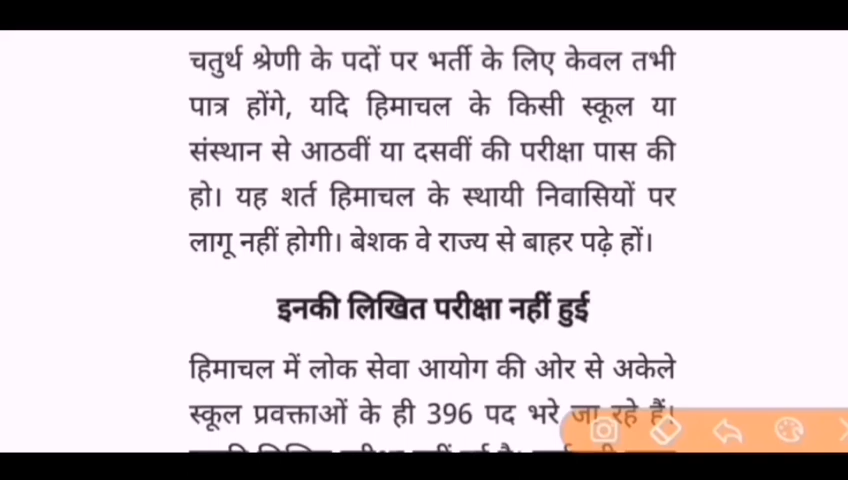 चतुर्थ श्रेणी के पदों पर भर्ती के लिए केवल तभी
पात्र होंगे, यदि हिमाचल के किसी स्कूल या
संस्थान से आठवीं या दसवीं की परीक्षा पास की
हो। यह शर्त हिमाचल के स्थायी निवासियों पर
लागू नहीं होगी। बेशक वे राज्य से बाहर पढ़े हों।
इनकी लिखित परीक्षा नहीं हुई
हिमाचल में लोक सेवा आयोग की ओर से अकेले
स्कूल प्रवक्ताओं के ही 396 पद भरे जा रहे हैं।